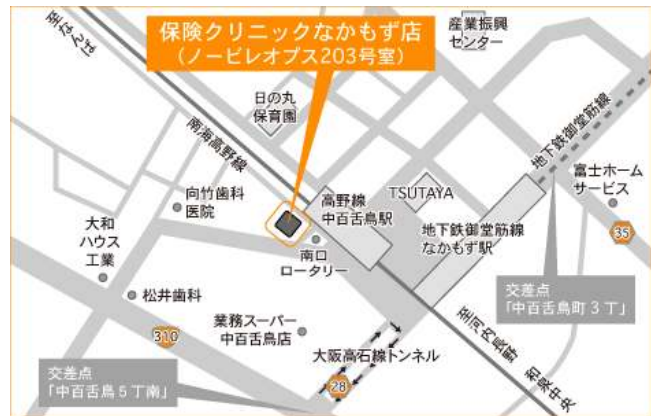 保険クリニックなかもず店
(ノービレオプス203号室)
至なんば
産業振興
センター
日の丸
保育園
南海高野線
地下鉄御堂筋線
向竹歯科
医院
高野線
中百舌鳥駅
TSUTAYA
富士ホーム
サービス
大和
ハウス
工業
地下鉄御堂筋線
なかもず駅
35
南口
ロータリー
松井歯科
交差点
「中百舌鳥町3丁」
310
業務スーパー
中百舌鳥店
至河内長野
和泉中央
大阪高石線トンネル
交差点
「中百舌鳥5丁南」
28